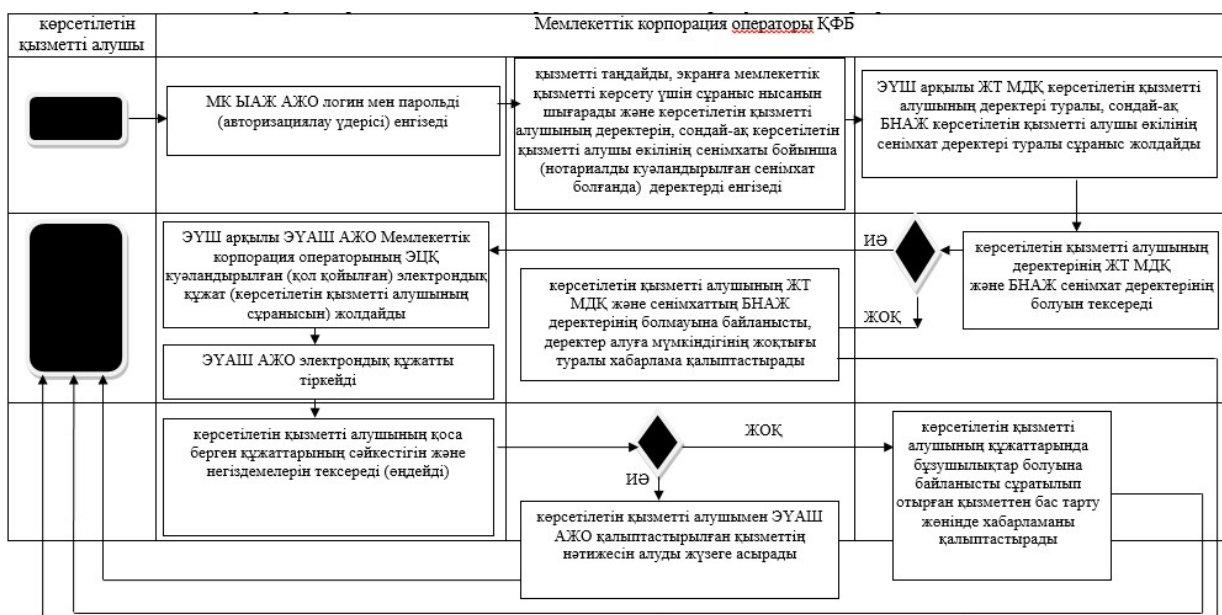 көрсетілетін
қызметті алушы
Мемлекеттік корпорация операторы ҚФБ
МК ЫАЖ АЖО логин мен парольді
(авторизациялау үдерісі) енгізеді
қызметті таңдайды, экранға мемлекеттік
қызметті көрсету үшін сұраныс нысанын
шығарады және көрсетілетін қызметті
алушының деректерін, сондай-ақ көрсетілетін
қызметті алушы өкілінің сенімхаты бойынша
(нотариалды куәландырылған сенімхат
болғанда) деректерді енгізеді
ЭҮШ арқылы ЖТ МДҚ көрсетілетін қызметті
алушының деректері туралы, сондай-ақ
БНАЖ көрсетілетін қызметті алушы өкілінің
сенімхат деректері туралы сұраныс жолдайды
ЭҮШ арқылы ЭҮАШ АЖО Мемлекеттік
корпорация операторының ЭЦҚ
куәландырылған (қол қойылған) электрондық
құжат (көрсетілетін қызметті алушының
сұранысын) жолдайды
ИӘ
көрсетілетін қызметті алушының
деректерінің ЖТ МДҚ
және БНАЖ сенімхат деректерінің
болуын тексереді
ЖОҚ
көрсетілетін қызметті алушының ЖТ
МДҚ және сенімхаттың БНАЖ
деректерінің болмауына байланысты,
деректер алуға мүмкіндігінің жоқтығы
туралы хабарлама қалыптастырады
ЭҮАШ АЖО электрондық құжатты
тіркейді
көрсетілетін қызметті алушының қоса
берген құжаттарының сәйкестігін және
негіздемелерін тексереді (өңдейді)
ЖОҚ
ИӘ
көрсетілетін қызметті
алушының құжаттарында
бұзушылықтар болуына
байланысты сұратылып
отырған қызметтен бас тарту
жөнінде хабарламаны
қалыптастырады
көрсетілетін қызметті алушымен ЭҮАШ
АЖО қалыптастырылған қызметтің
нәтижесін алуды жүзеге асырады